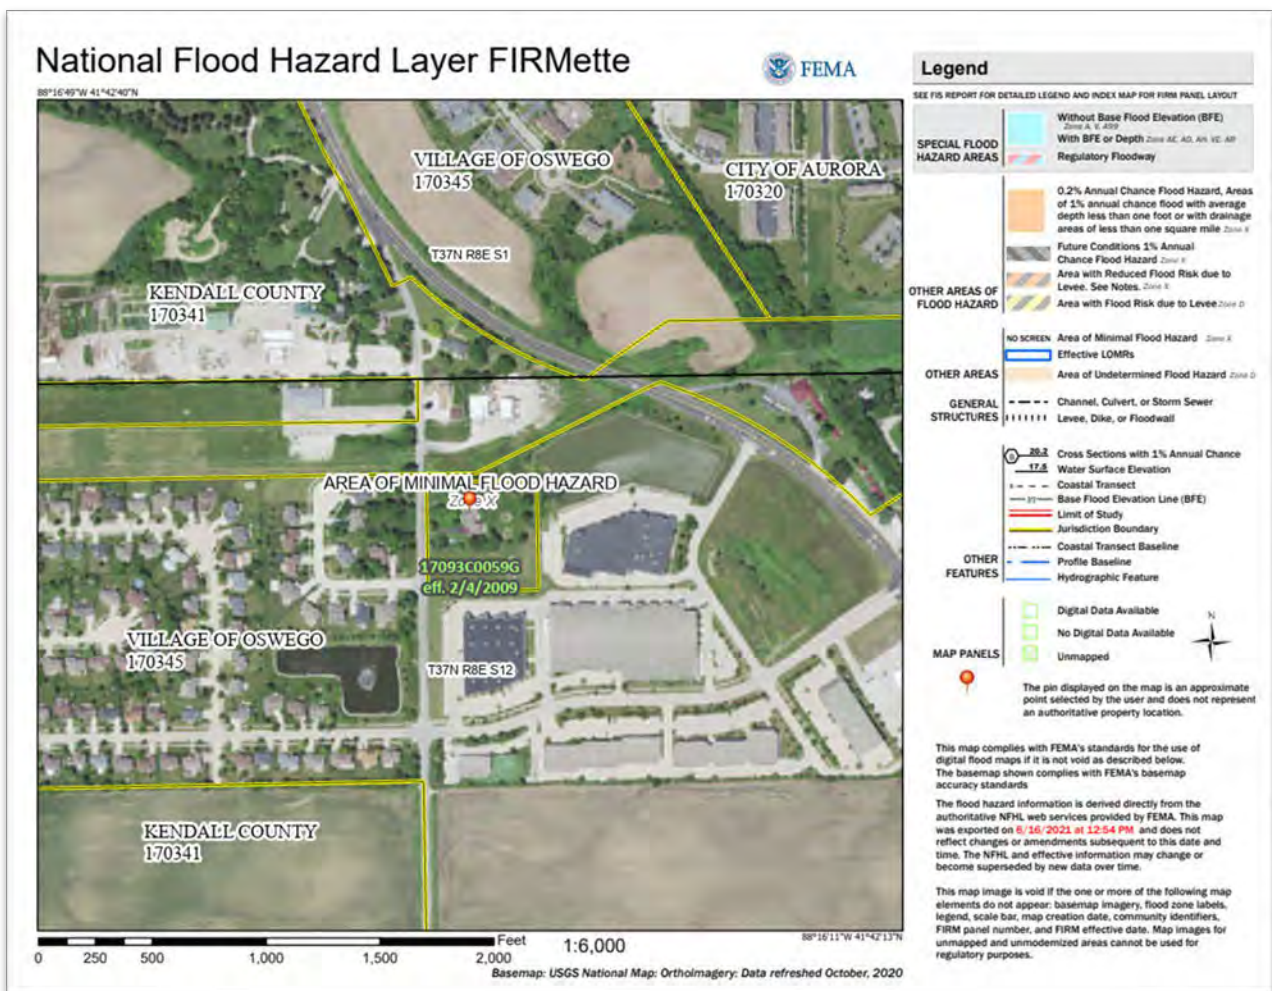 National Flood Hazard Layer FIRMette
FEMA
88°16'49"W 41°42'40"N
VILLAGE OF OSWEGO
170345
CITY OF AURORA
170320
T37N R8E S1
KENDALL COUNTY
170341
AREA OF MINIMAL FLOOD HAZARD
Zone X
17093C0059G
eff. 2/4/2009
VILLAGE OF OSWEGO
170345
T37N R8E S12
KENDALL COUNTY
170341
88°16'11"W 41°42'13"N
0 250 500 1,000 1,500 2,000 Feet
1:6,000
Basemap: USGS National Map: Orthoimagery: Data refreshed October, 2020
Legend
SEE FIS REPORT FOR DETAILED LEGEND AND INDEX MAP FOR FIRM PANEL LAYOUT
SPECIAL FLOOD
HAZARD AREAS
Without Base Flood Elevation (BFE)
Zone A, V, A99
With BFE or Depth Zone AE, AO, AH, VE, AR
Regulatory Floodway
OTHER AREAS OF
FLOOD HAZARD
0.2% Annual Chance Flood Hazard, Areas
of 1% annual chance flood with average
depth less than one foot or with drainage
areas of less than one square mile Zone X
Future Conditions 1% Annual
Chance Flood Hazard Zone X
Area with Reduced Flood Risk due to
Levee. See Notes. Zone X
Area with Flood Risk due to Levee Zone D
OTHER AREAS
NO SCREEN Area of Minimal Flood Hazard Zone X
Effective LOMRs
Area of Undetermined Flood Hazard Zone D
GENERAL
STRUCTURES
Channel, Culvert, or Storm Sewer
Levee, Dike, or Floodwall
OTHER
FEATURES
20.2 Cross Sections with 1% Annual Chance
17.5 Water Surface Elevation
Coastal Transect
Base Flood Elevation Line (BFE)
Limit of Study
Jurisdiction Boundary
Coastal Transect Baseline
Profile Baseline
Hydrographic Feature
MAP PANELS
Digital Data Available
No Digital Data Available
Unmapped
N
The pin displayed on the map is an approximate
point selected by the user and does not represent
an authoritative property location.
This map complies with FEMA's standards for the use of
digital flood maps if it is not void as described below.
The basemap shown complies with FEMA's basemap
accuracy standards
The flood hazard information is derived directly from the
authoritative NFHL web services provided by FEMA. This map
was exported on 6/16/2021 at 12:54 PM and does not
reflect changes or amendments subsequent to this date and
time. The NFHL and effective information may change or
become superseded by new data over time.
This map image is void if the one or more of the following map
elements do not appear: basemap imagery, flood zone labels,
legend, scale bar, map creation date, community identifiers,
FIRM panel number, and FIRM effective date. Map images for
unmapped and unmodernized areas cannot be used for
regulatory purposes.